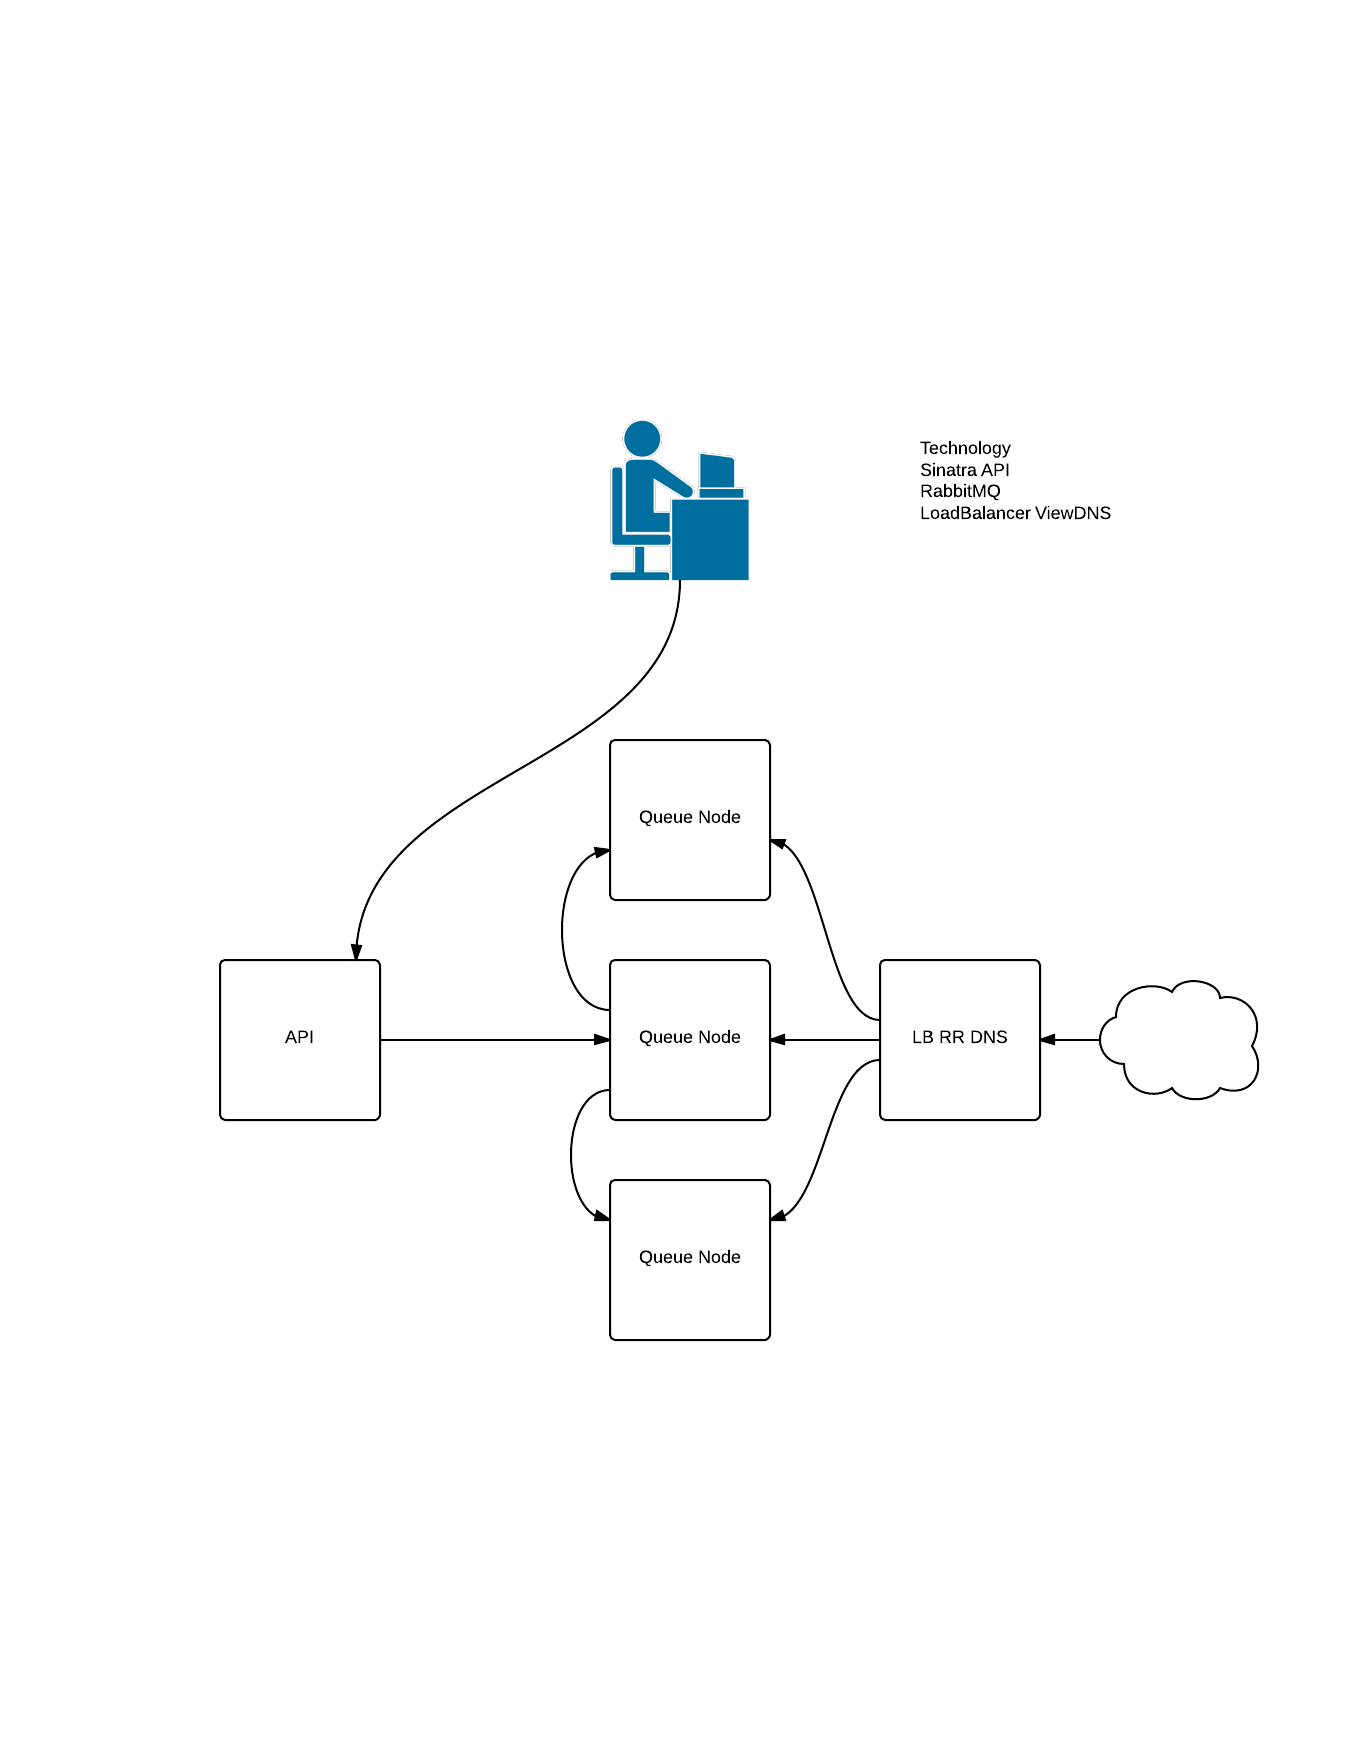 Technology
Sinatra API
RabbitMQ
LoadBalancer ViewDNS
Queue Node
API
Queue Node
LB RR DNS
Queue Node